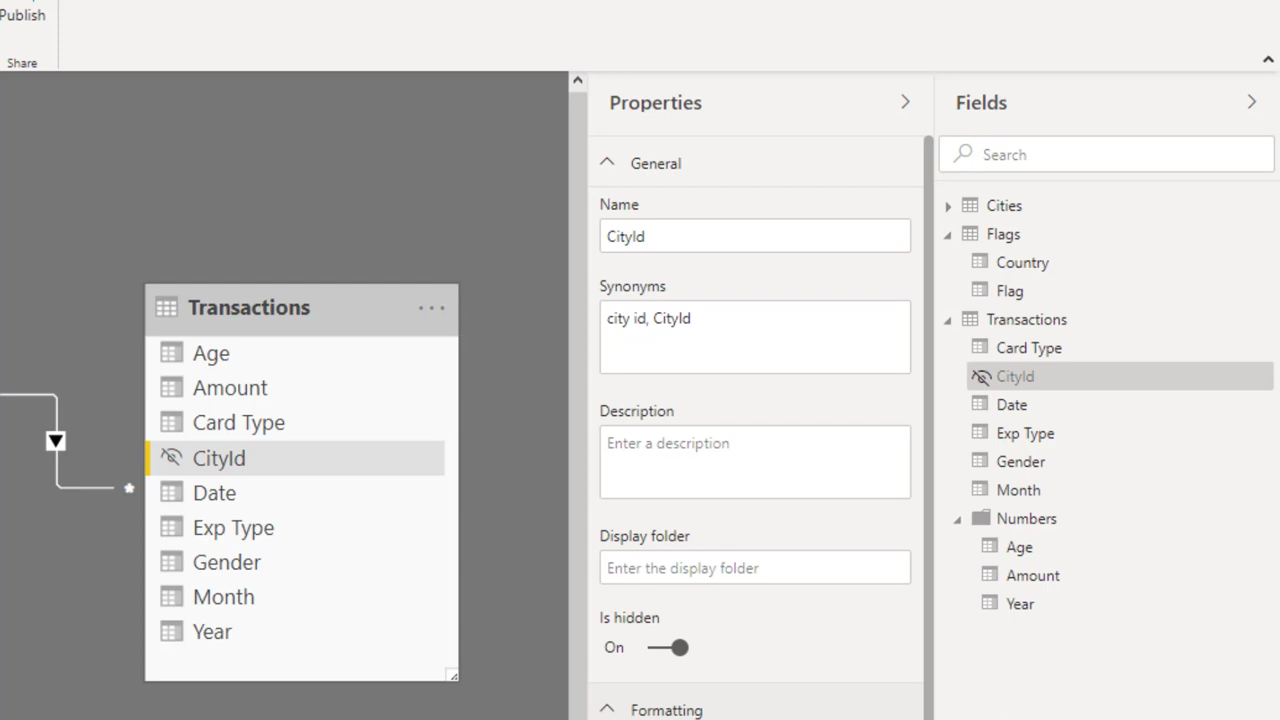 Publish
Share
Transactions
Age
Amount
Card Type
CityId
Date
Exp Type
Gender
Month
Year
Properties
General
Name
CityId
Synonyms
city id, CityId
Description
Enter a description
Display folder
Enter the display folder
Is hidden
On
Formatting
Fields
Search
Cities
Flags
Country
Flag
Transactions
Card Type
CityId
Date
Exp Type
Gender
Month
Numbers
Age
Amount
Year